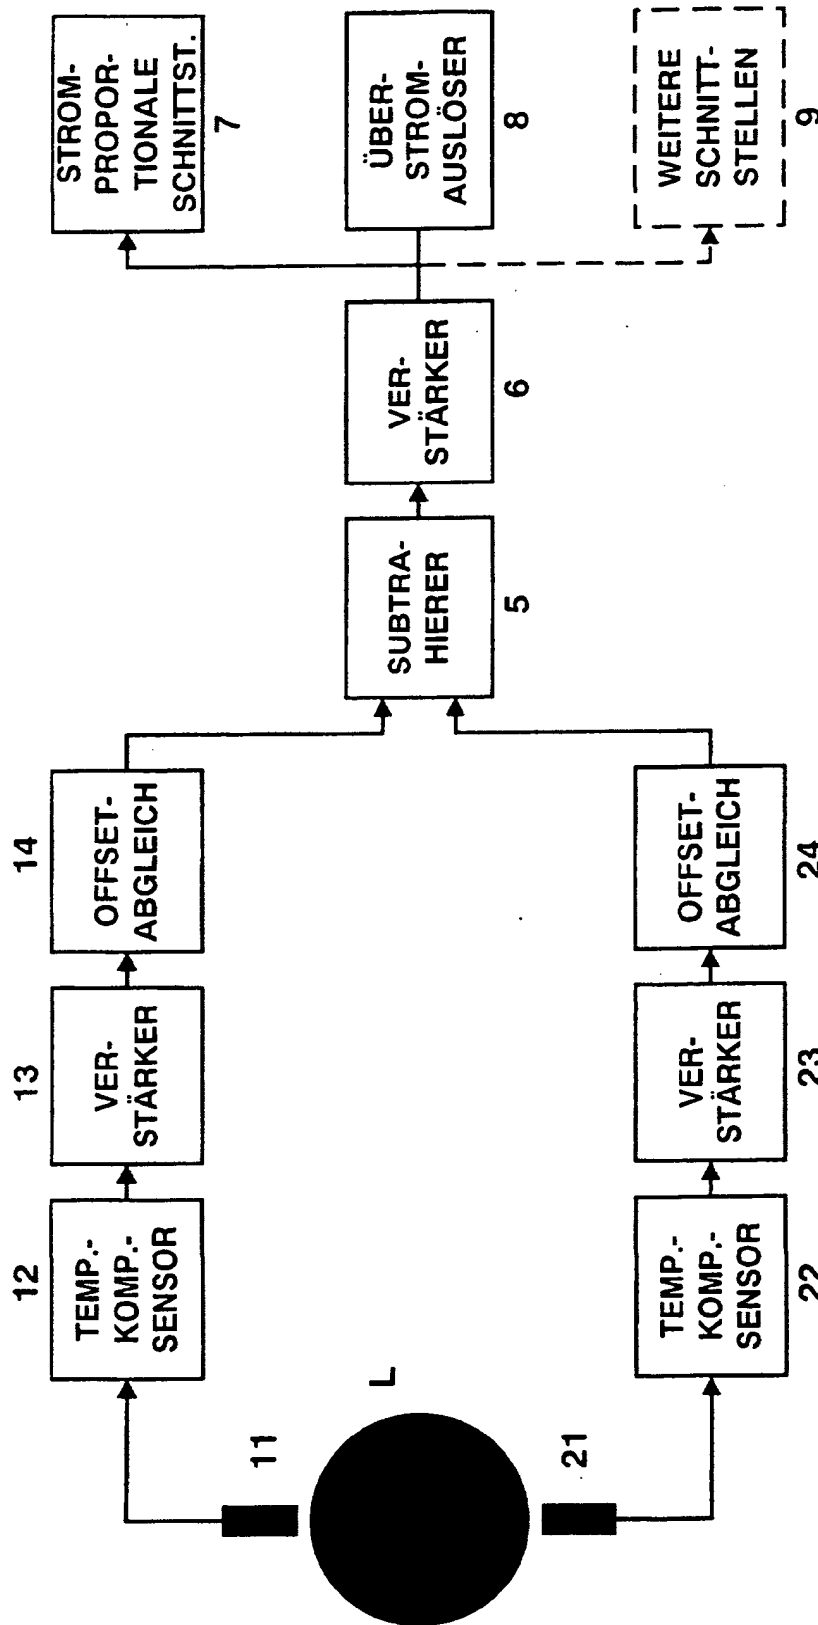 12
TEMP.-
KOMP.-
SENSOR
13
VER-
STÄRKER
14
OFFSET-
ABGLEICH
STROM-
PROPOR-
TIONALE
SCHNITTST.
7
11
L
21
SUBTRA-
HIERER
5
VER-
STÄRKER
6
ÜBER-
STROM-
AUSLÖSER
8
TEMP.-
KOMP.-
SENSOR
22
VER-
STÄRKER
23
OFFSET-
ABGLEICH
24
WEITERE
SCHNITT-
STELLEN
9